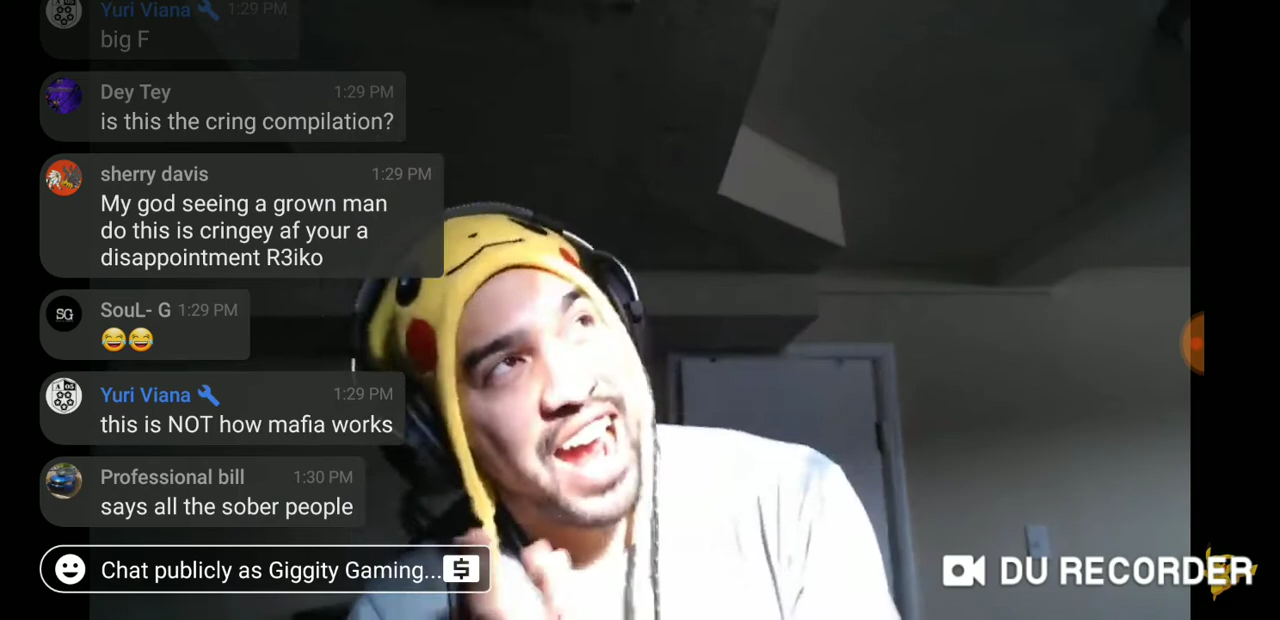 Yuri Viana 1:29 PM
big F
Dey Tey 1:29 PM
is this the cring compilation?
sherry davis 1:29 PM
My god seeing a grown man
do this is cringey af your a
disappointment R3iko
SG
SouL- G 1:29 PM
😂😂
Yuri Viana 1:29 PM
this is NOT how mafia works
Professional bill 1:30 PM
says all the sober people
Chat publicly as Giggity Gaming...
DU RECORDER